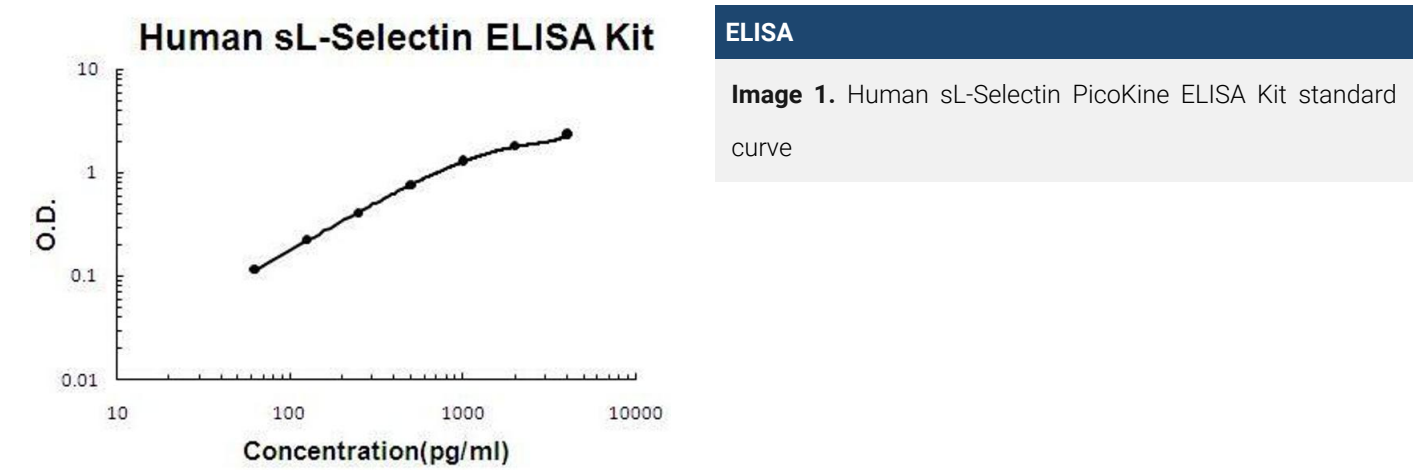 Human sL-Selectin ELISA Kit
10
1
0.1
0.01
O.D.
10 100 1000 10000
Concentration(pg/ml)
ELISA
Image 1. Human sL-Selectin PicoKine ELISA Kit standard
curve